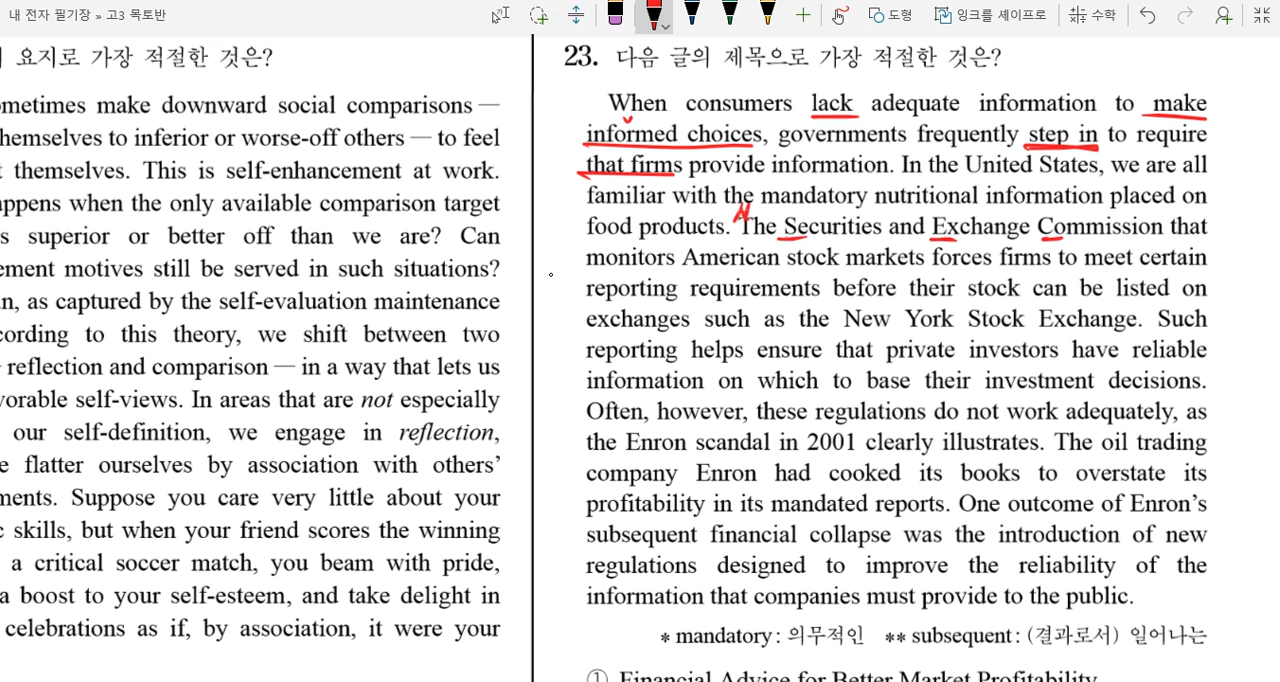 내 전자 필기장 » 고3 목토반
도형
잉크를 셰이프로
수학
요지로 가장 적절한 것은?
metimes make downward social comparisons —
hemselves to inferior or worse-off others — to feel
themselves. This is self-enhancement at work.
ppens when the only available comparison target
s superior or better off than we are? Can
ement motives still be served in such situations?
n, as captured by the self-evaluation maintenance
cording to this theory, we shift between two
reflection and comparison — in a way that lets us
vorable self-views. In areas that are not especially
our self-definition, we engage in reflection,
e flatter ourselves by association with others’
ments. Suppose you care very little about your
c skills, but when your friend scores the winning
a critical soccer match, you beam with pride,
a boost to your self-esteem, and take delight in
celebrations as if, by association, it were your
23. 다음 글의 제목으로 가장 적절한 것은?
When consumers lack adequate information to make
informed choices, governments frequently step in to require
that firms provide information. In the United States, we are all
familiar with the mandatory nutritional information placed on
food products. The Securities and Exchange Commission that
monitors American stock markets forces firms to meet certain
reporting requirements before their stock can be listed on
exchanges such as the New York Stock Exchange. Such
reporting helps ensure that private investors have reliable
information on which to base their investment decisions.
Often, however, these regulations do not work adequately, as
the Enron scandal in 2001 clearly illustrates. The oil trading
company Enron had cooked its books to overstate its
profitability in its mandated reports. One outcome of Enron’s
subsequent financial collapse was the introduction of new
regulations designed to improve the reliability of the
information that companies must provide to the public.
* mandatory: 의무적인 ** subsequent: (결과로서) 일어나는
① Financial Advice for Better Market Profitability